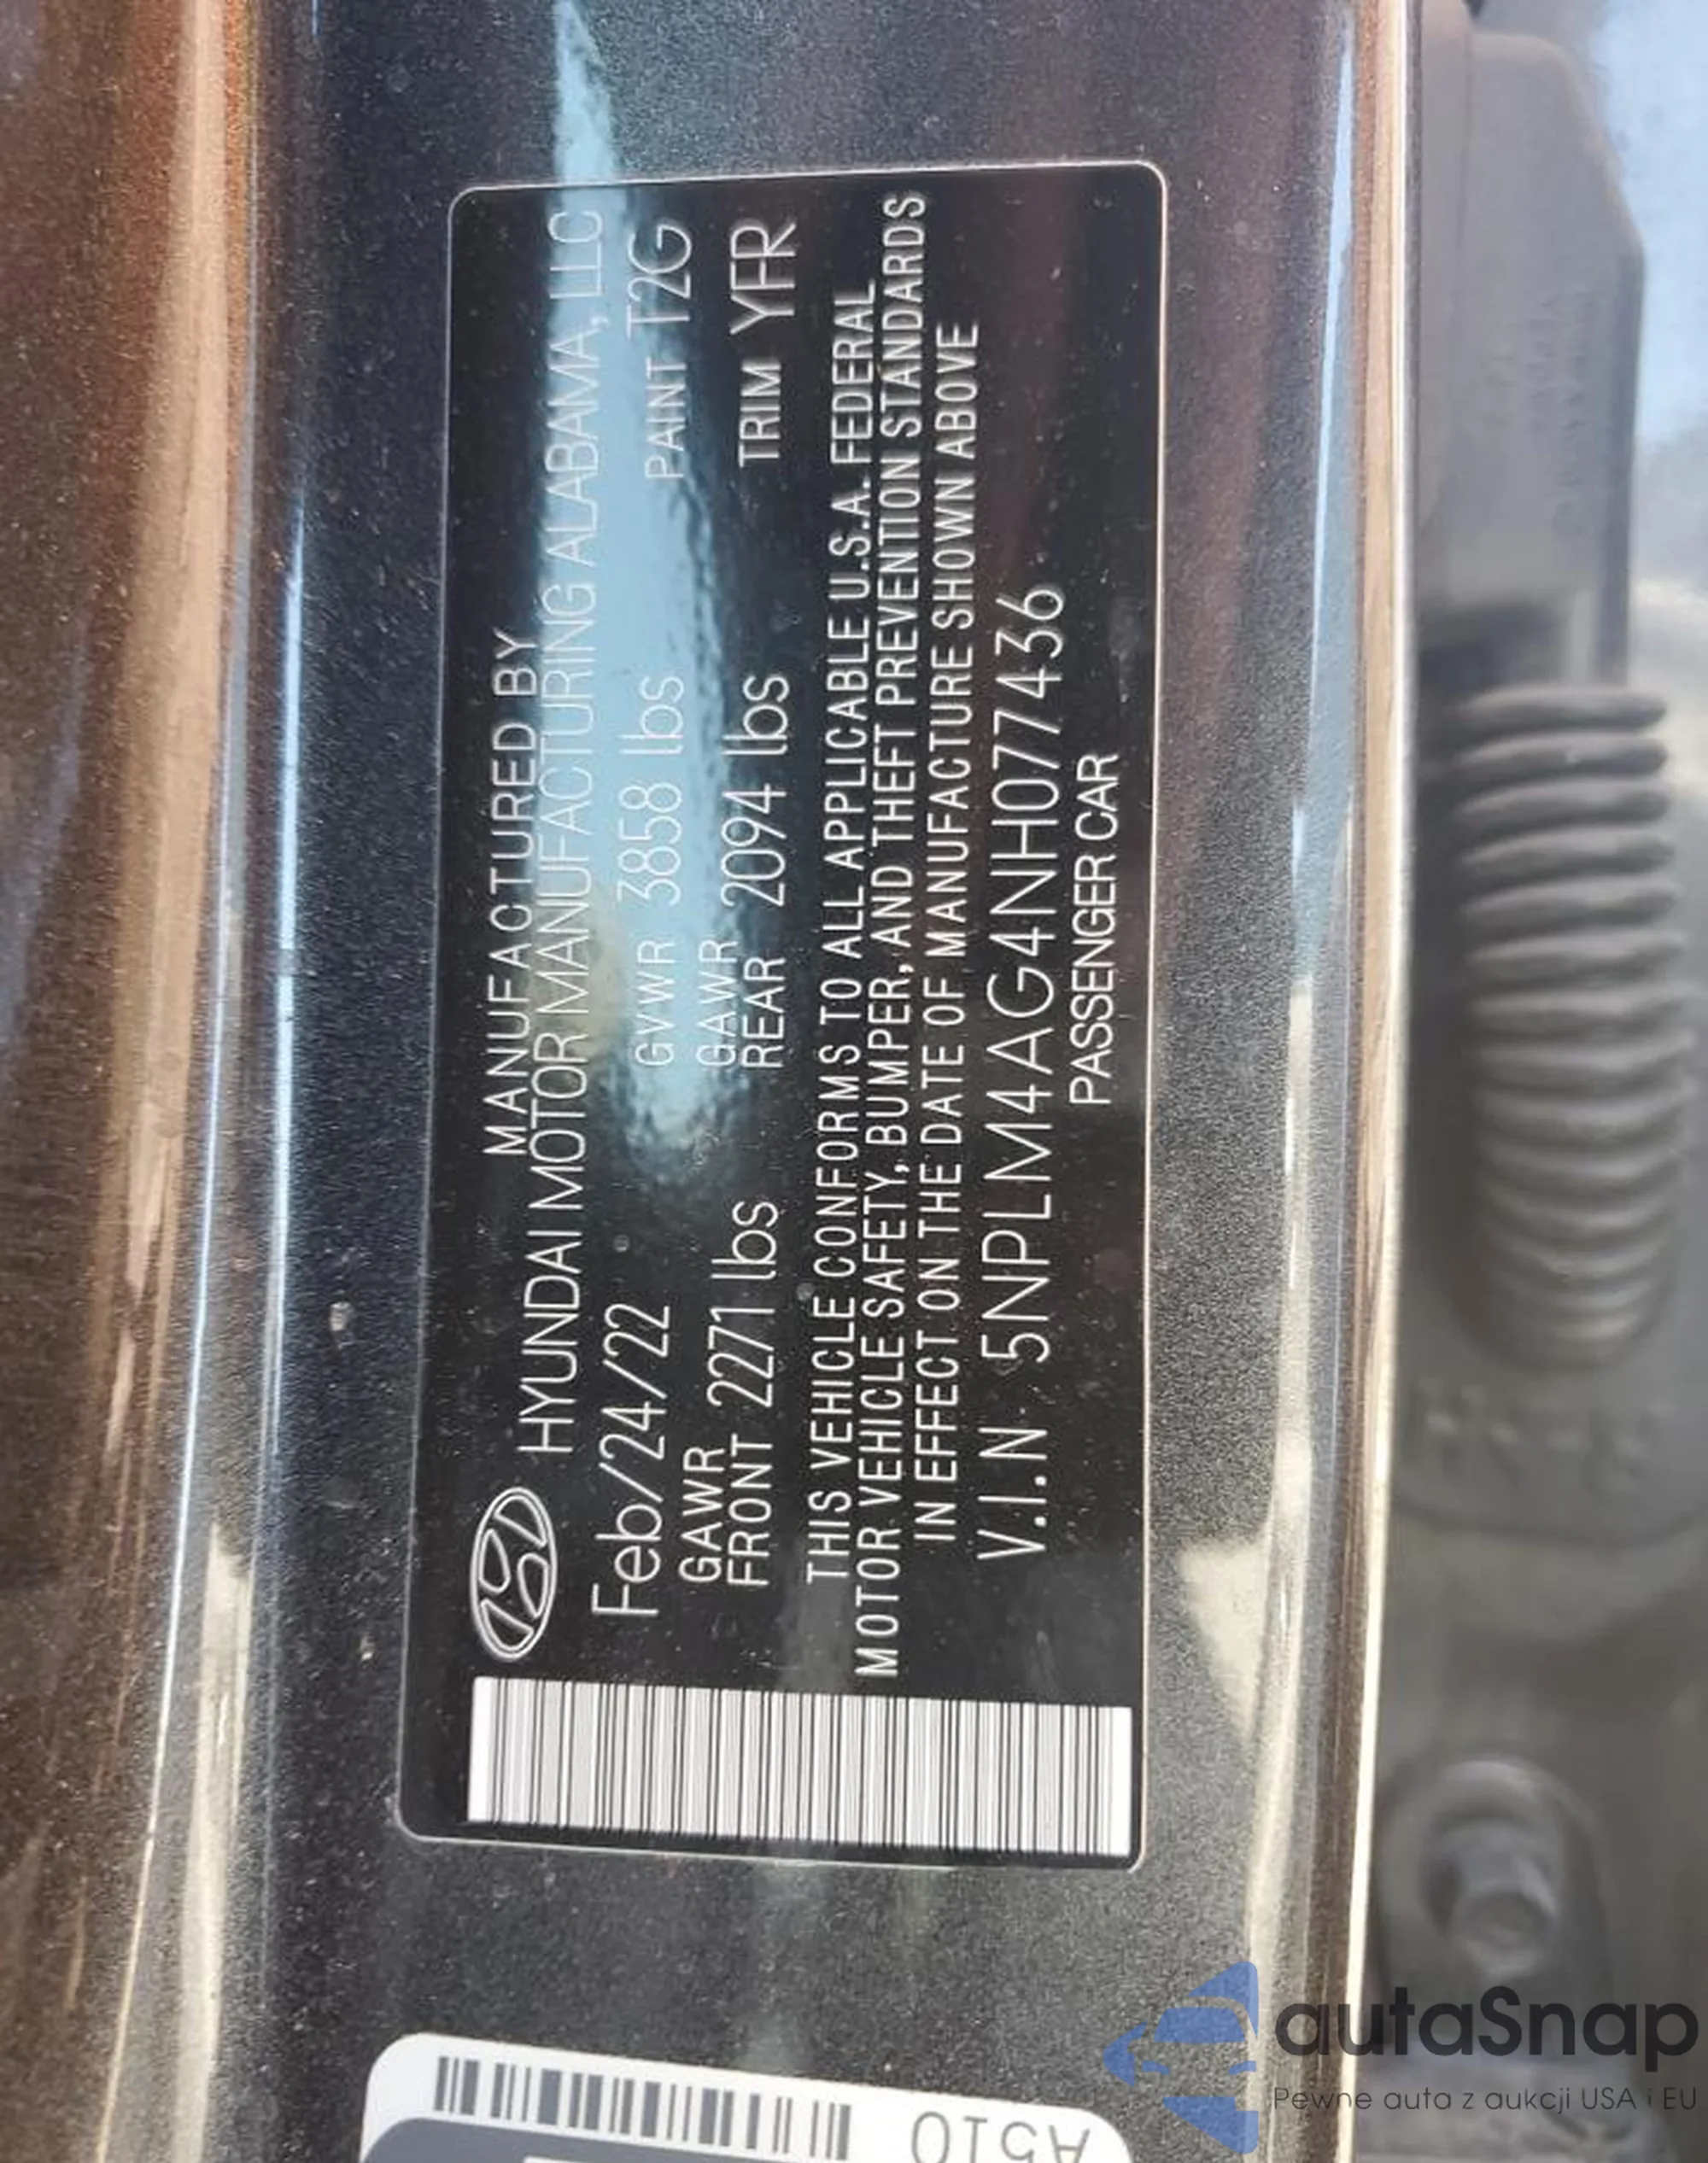 MANUFACTURED BY
HYUNDAI MOTOR MANUFACTURING ALABAMA, LLC
Feb/24/22 GVWR 3858 lbs PAINT T2G
GAWR FRONT 2271 lbs GAWR REAR 2094 lbs TRIM YFR
THIS VEHICLE CONFORMS TO ALL APPLICABLE U.S.A. FEDERAL
MOTOR VEHICLE SAFETY, BUMPER, AND THEFT PREVENTION STANDARDS
IN EFFECT ON THE DATE OF MANUFACTURE SHOWN ABOVE
V.I.N 5NPLM4AG4NH077436
PASSENGER CAR
A510
autaSnap
Pewne auta z aukcji USA i EU